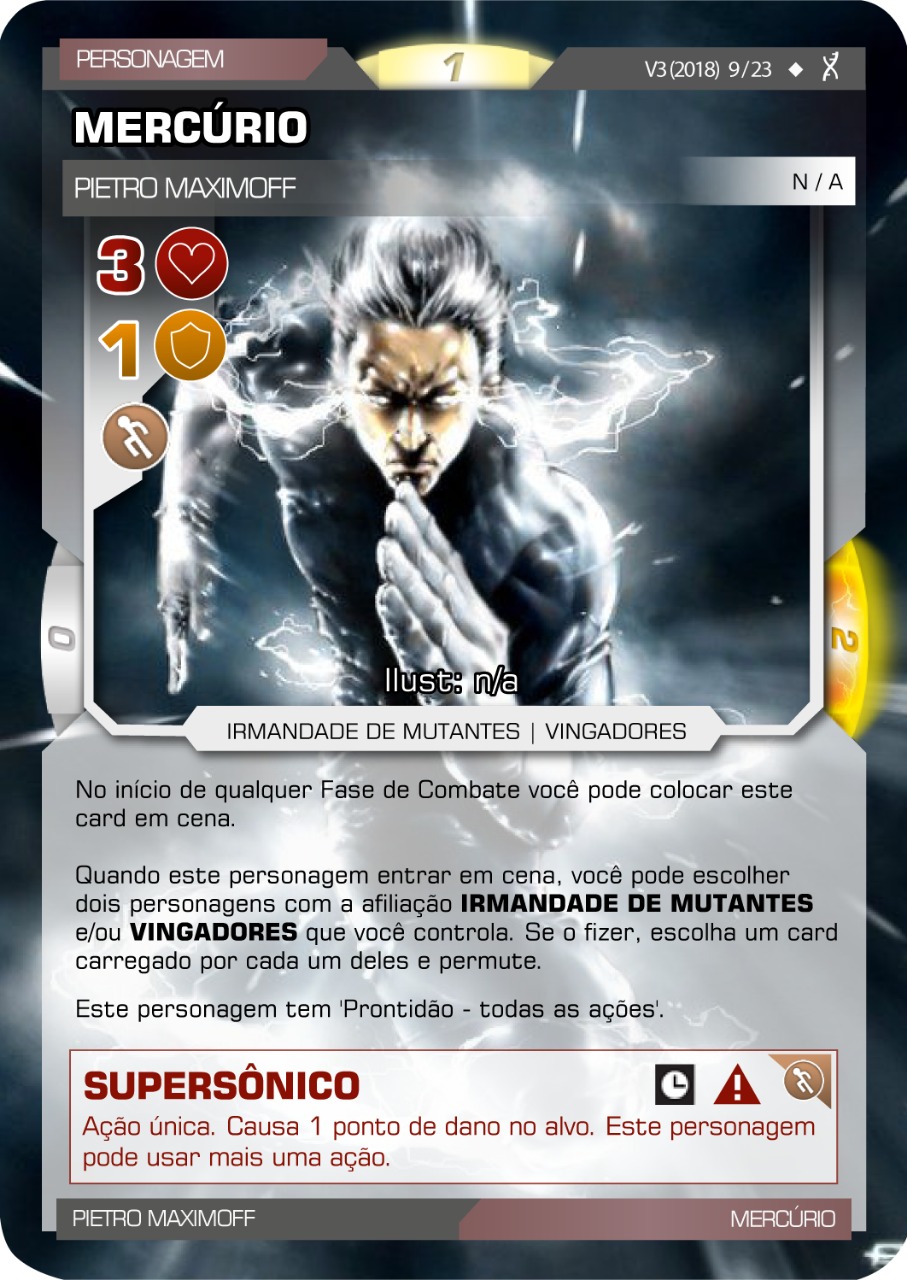 PERSONAGEM
1
V3 (2018) 9/23
MERCÚRIO
PIETRO MAXIMOFF
N / A
3
1
0
2
Ilust: n/a
IRMANDADE DE MUTANTES | VINGADORES
No início de qualquer Fase de Combate você pode colocar este
card em cena.
Quando este personagem entrar em cena, você pode escolher
dois personagens com a afiliação IRMANDADE DE MUTANTES
e/ou VINGADORES que você controla. Se o fizer, escolha um card
carregado por cada um deles e permute.
Este personagem tem 'Prontidão - todas as ações'.
SUPERSÔNICO
Ação única. Causa 1 ponto de dano no alvo. Este personagem
pode usar mais uma ação.
PIETRO MAXIMOFF
MERCÚRIO